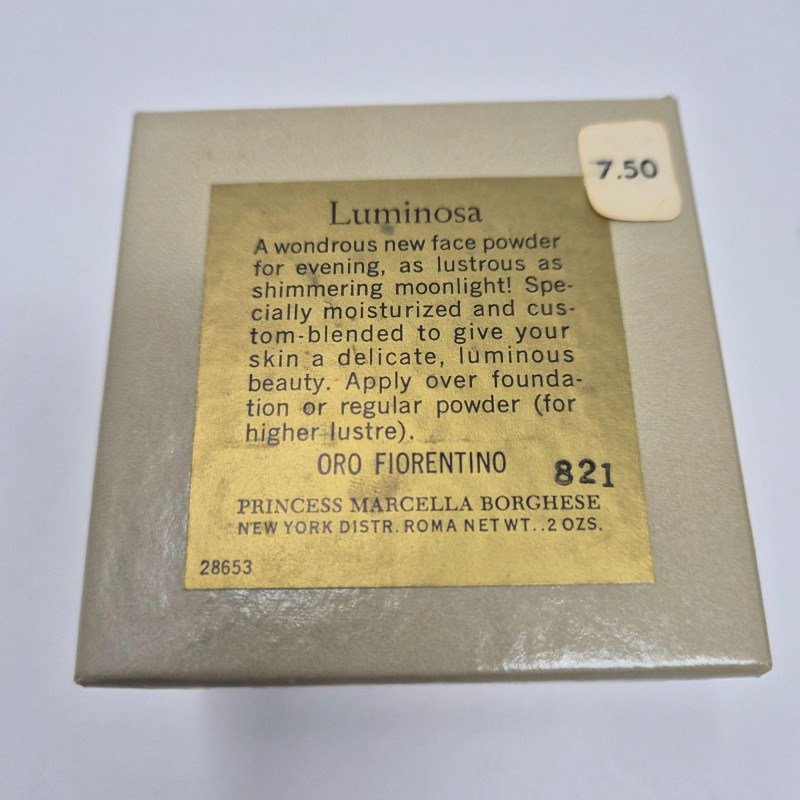 7.50
Luminosa
A wondrous new face powder
for evening, as lustrous as
shimmering moonlight! Spe-
cially moisturized and cus-
tom-blended to give your
skin a delicate, luminous
beauty. Apply over founda-
tion or regular powder (for
higher lustre).
ORO FIORENTINO 821
PRINCESS MARCELLA BORGHESE
NEW YORK DISTR. ROMA NET WT. .2 OZS.
28653